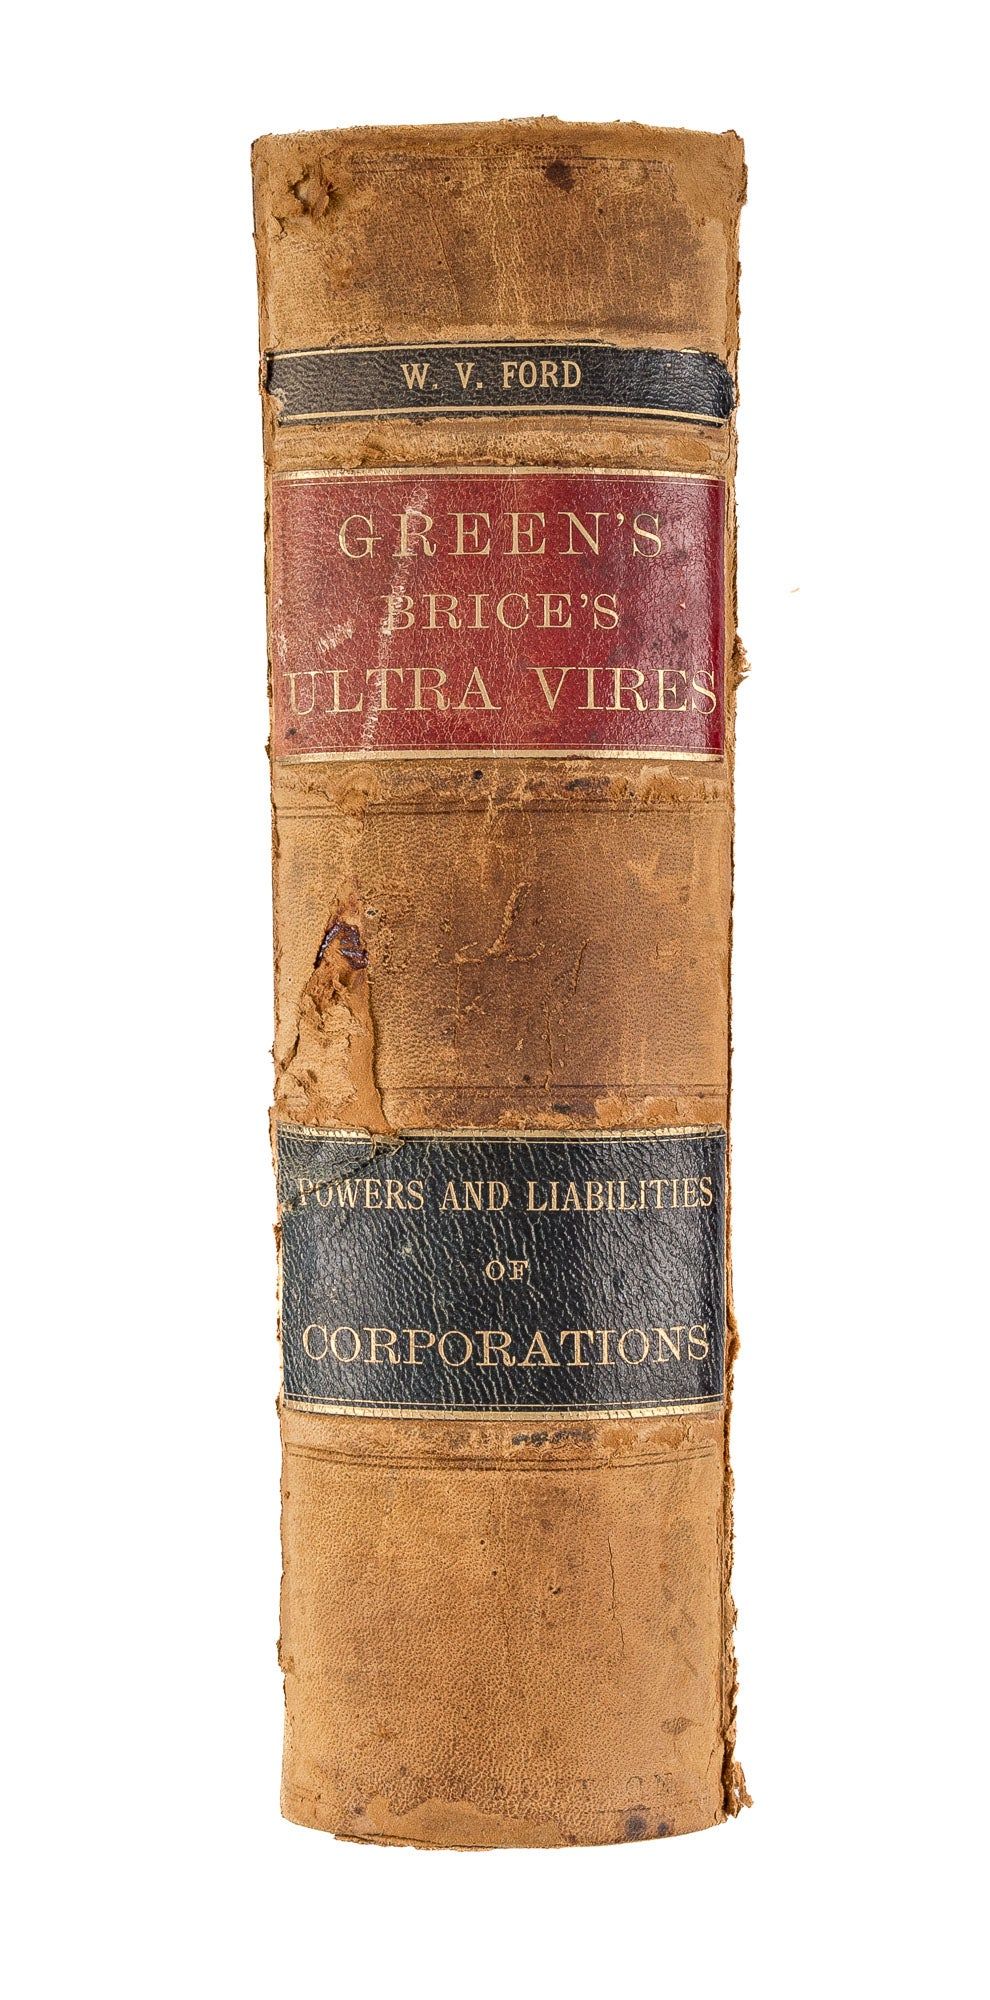 W. V. FORD
GREEN'S
BRICE'S
ULTRA VIRES
POWERS AND LIABILITIES
OF
CORPORATIONS